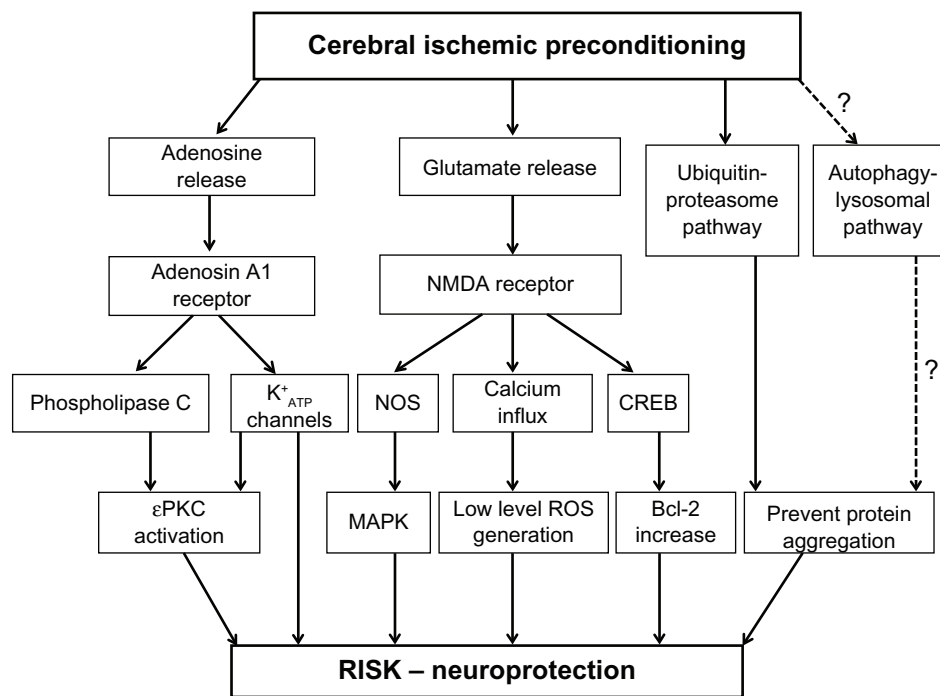 Cerebral ischemic preconditioning
?
Adenosine
release
Glutamate release
Ubiquitin-
proteasome
pathway
Autophagy-
lysosomal
pathway
Adenosin A1
receptor
NMDA receptor
?
Phospholipase C
K⁺ATP
channels
NOS
Calcium
influx
CREB
εPKC
activation
MAPK
Low level ROS
generation
Bcl-2
increase
Prevent protein
aggregation
RISK – neuroprotection